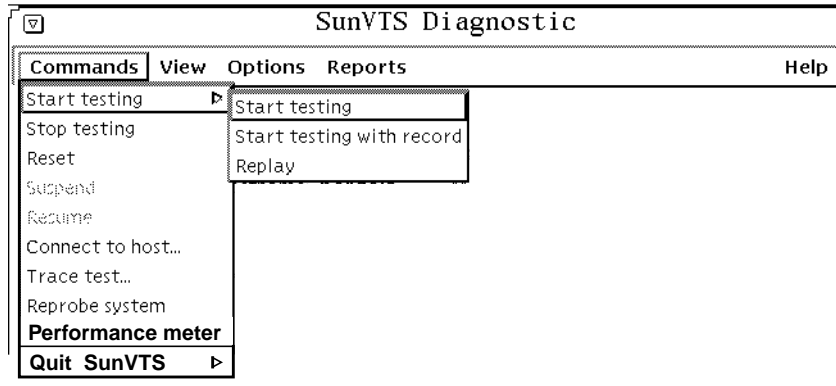 SunVTS Diagnostic
Commands View Options Reports Help
Start testing
Stop testing
Reset
Suspend
Resume
Connect to host...
Trace test...
Reprobe system
Performance meter
Quit SunVTS
Start testing
Start testing with record
Replay